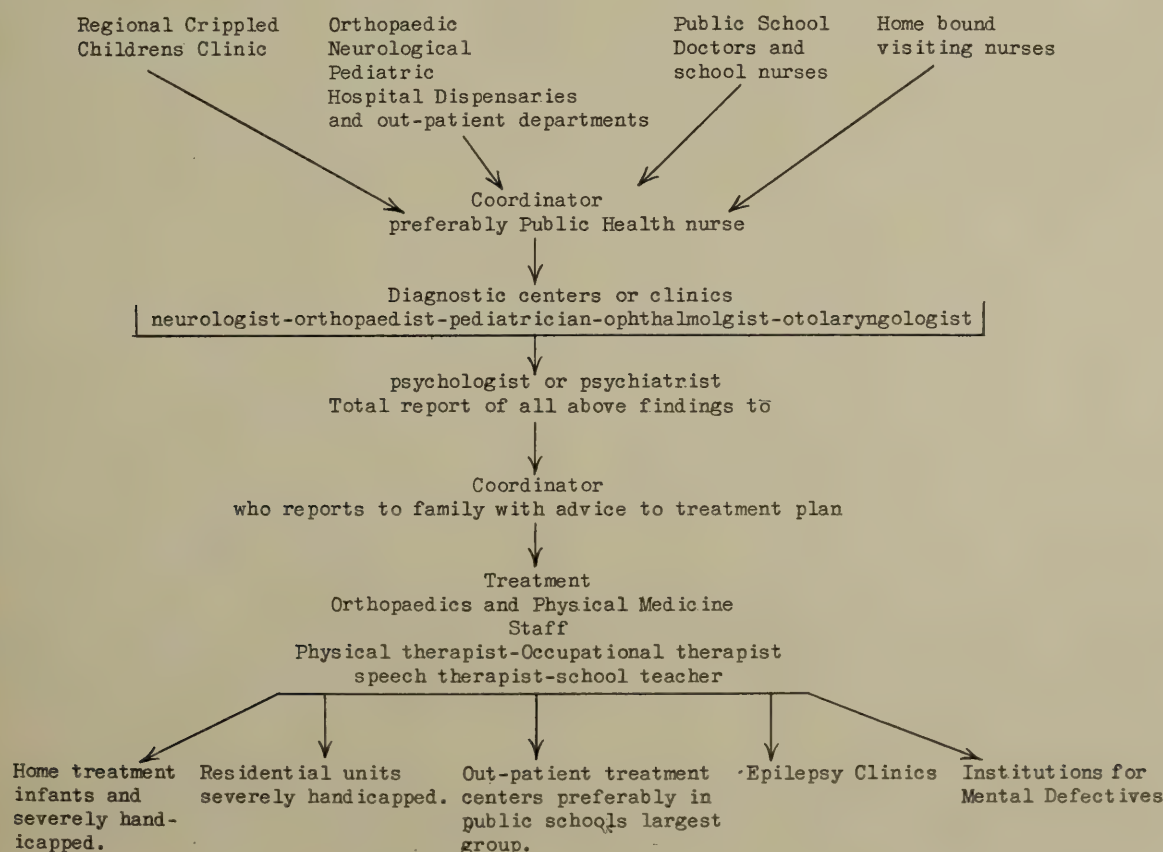 Regional Crippled
Childrens Clinic
Orthopaedic
Neurological
Pediatric
Hospital Dispensaries
and out-patient departments
Public School
Doctors and
school nurses
Home bound
visiting nurses
Coordinator
preferably Public Health nurse
Diagnostic centers or clinics
neurologist-orthopaedist-pediatrician-ophthalmolgist-otolaryngologist
psychologist or psychiatrist
Total report of all above findings to
Coordinator
who reports to family with advice to treatment plan
Treatment
Orthopaedics and Physical Medicine
Staff
Physical therapist-Occupational therapist
speech therapist-school teacher
Home treatment
infants and
severely hand-
icapped.
Residential units
severely handicapped.
Out-patient treatment
centers preferably in
public schools largest
group.
Epilepsy Clinics
Institutions for
Mental Defectives